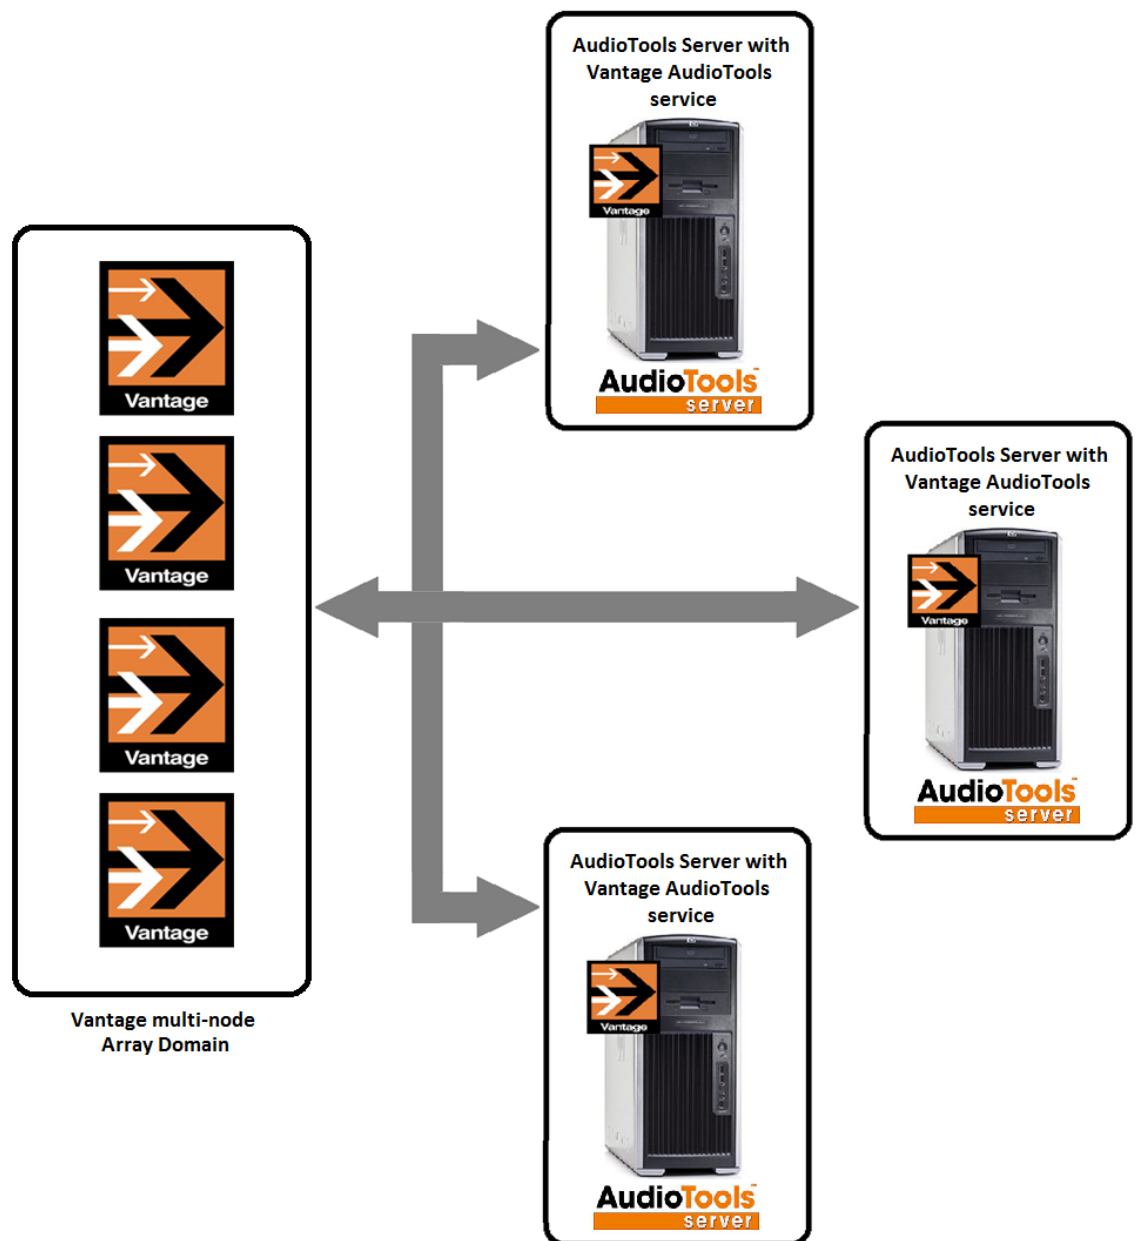 AudioTools Server with
Vantage AudioTools
service
Vantage
AudioTools
server
Vantage
Vantage
Vantage
Vantage
Vantage multi-node
Array Domain
AudioTools Server with
Vantage AudioTools
service
Vantage
AudioTools
server
AudioTools Server with
Vantage AudioTools
service
Vantage
AudioTools
server